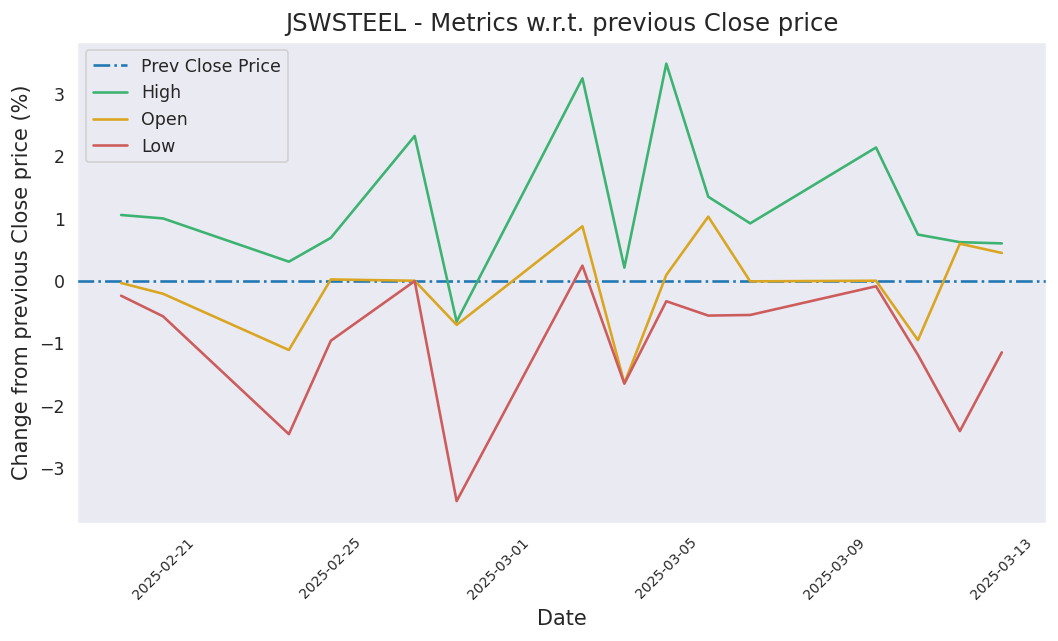 JSWSTEEL - Metrics w.r.t. previous Close price
Prev Close Price
High
Open
Low
Change from previous Close price (%)
3
2
1
0
−1
−2
−3
2025-02-21
2025-02-25
2025-03-01
2025-03-05
2025-03-09
2025-03-13
Date